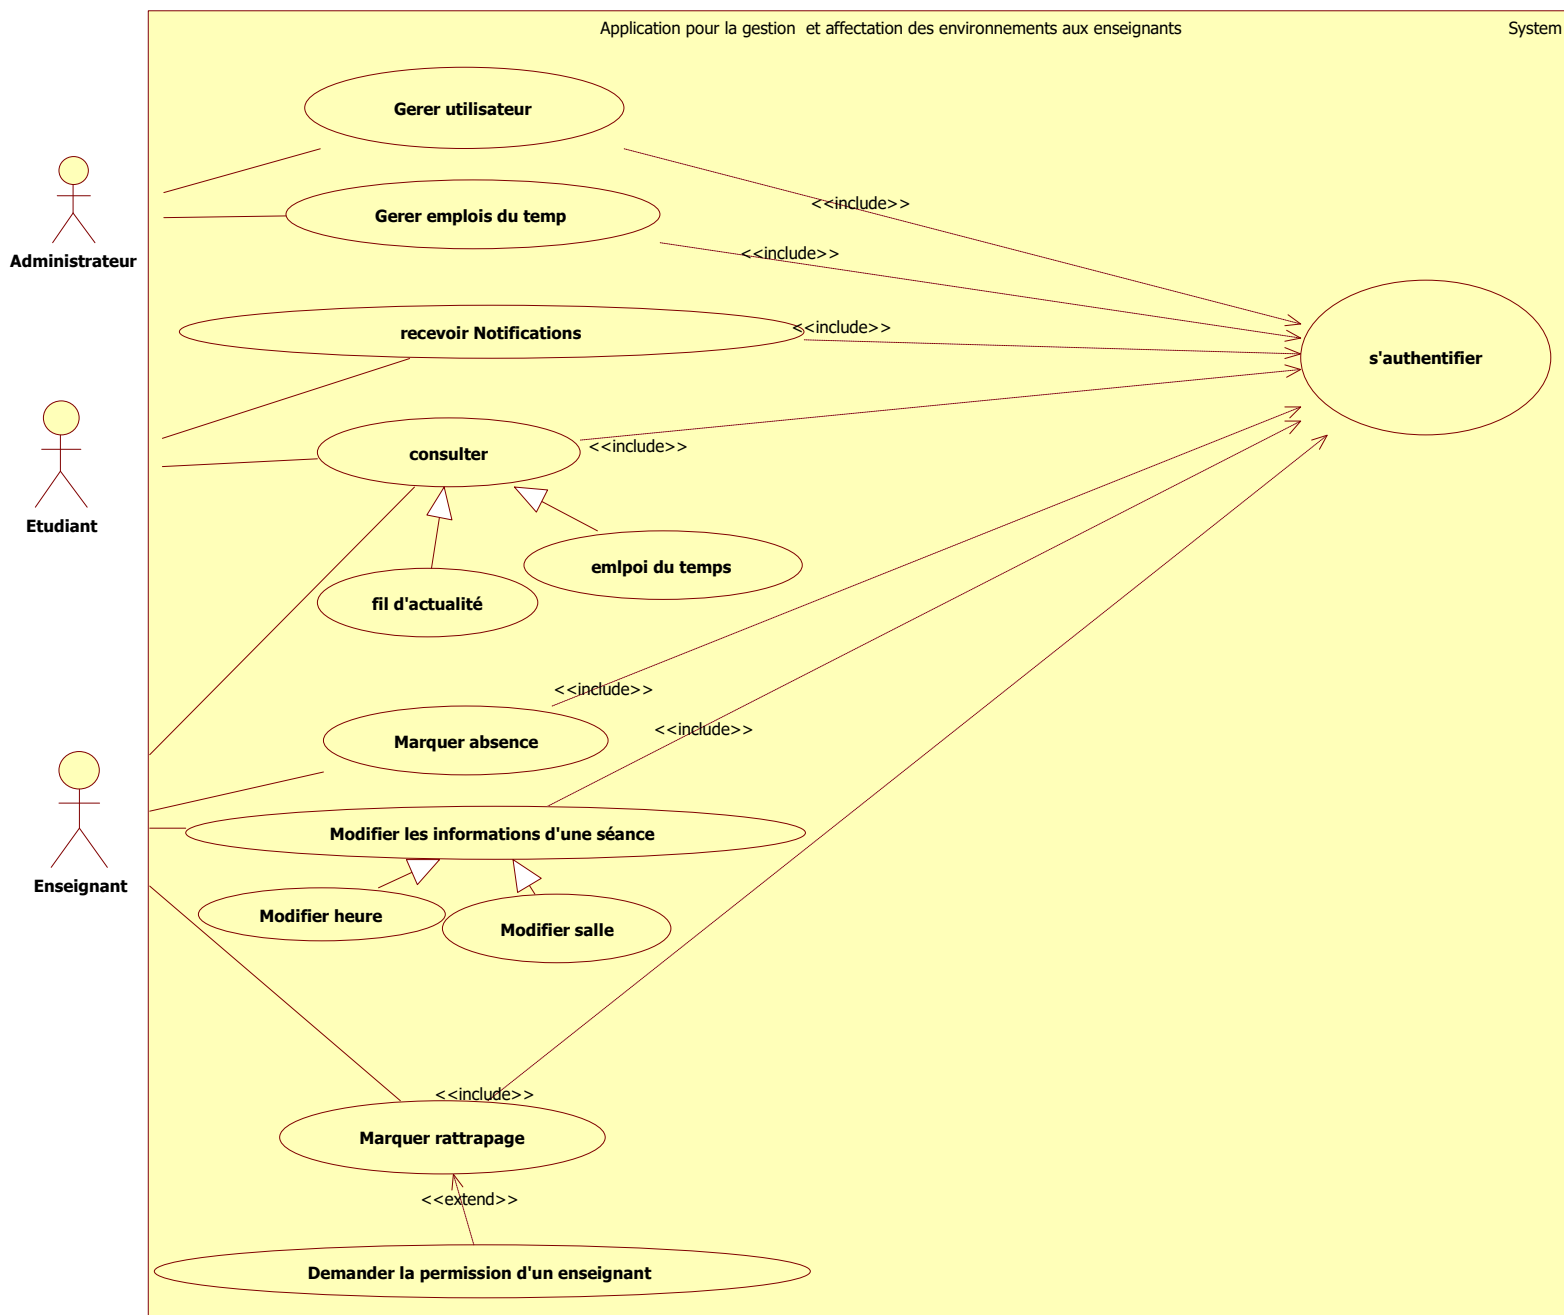 Application pour la gestion  et affectation des environnements aux enseignants
System
Gerer utilisateur
<<include>>
Administrateur
Gerer emplois du temp
<<include>>
recevoir Notifications
<<include>>
s'authentifier
Etudiant
consulter
<<include>>
emlpoi du temps
fil d'actualité
<<include>>
Marquer absence
<<include>>
Enseignant
Modifier les informations d'une séance
Modifier heure
Modifier salle
<<include>>
Marquer rattrapage
<<extend>>
Demander la permission d'un enseignant